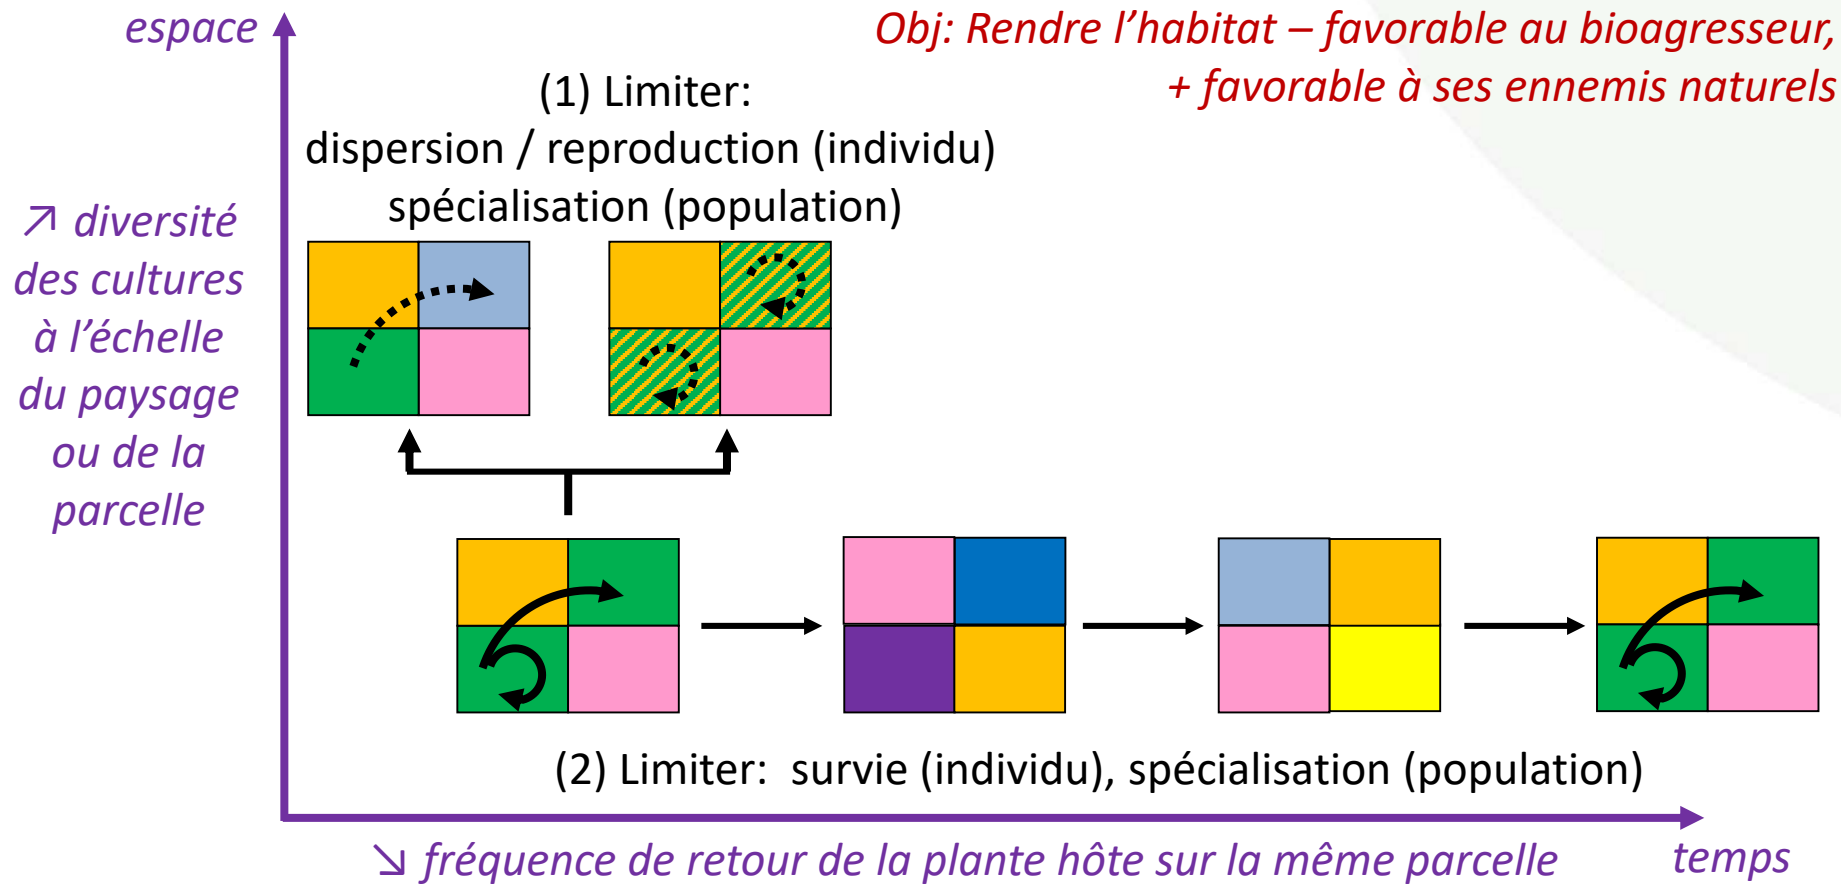 espace
Obj: Rendre l’habitat – favorable au bioagresseur,
+ favorable à ses ennemis naturels
(1) Limiter:
dispersion / reproduction (individu)
spécialisation (population)
↗ diversité
des cultures
à l’échelle
du paysage
ou de la
parcelle
(2) Limiter: survie (individu), spécialisation (population)
↘ fréquence de retour de la plante hôte sur la même parcelle
temps